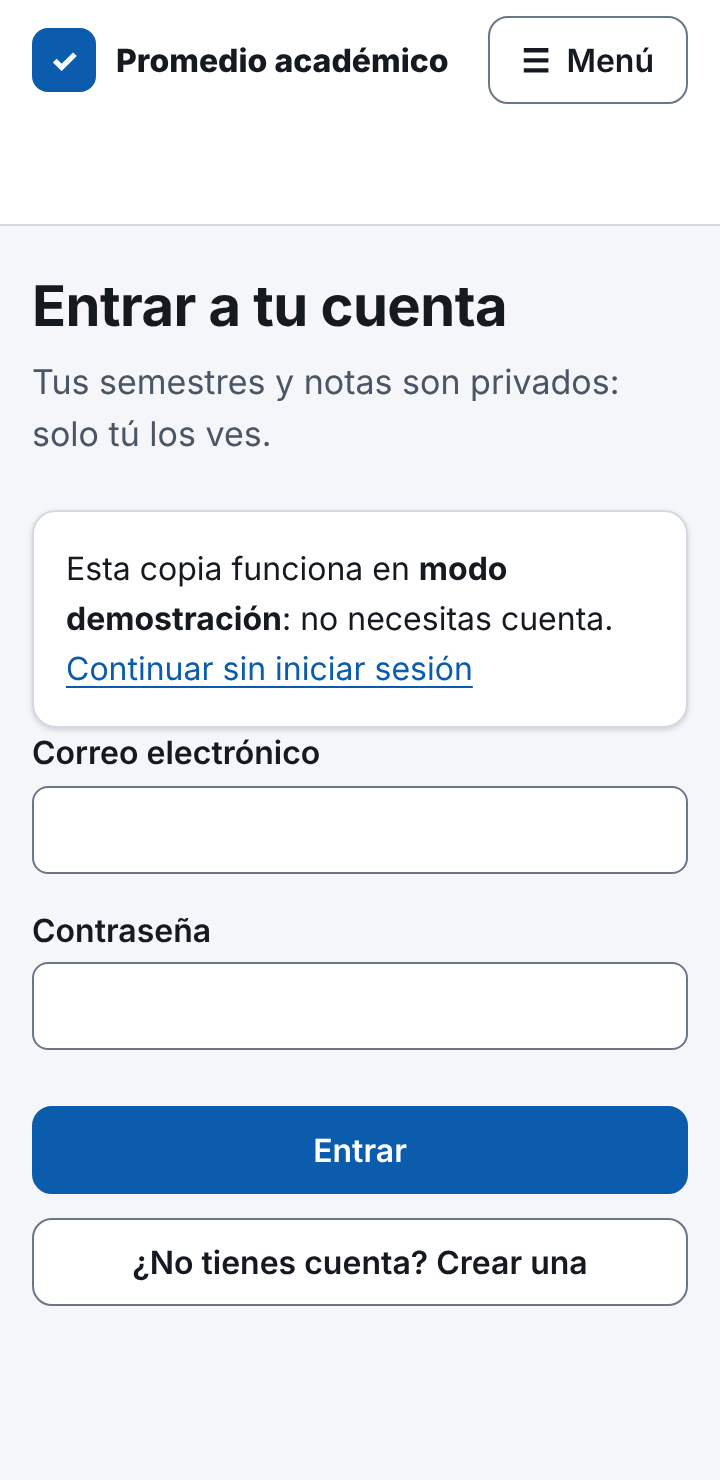 Promedio académico
☰ Menú
Entrar a tu cuenta
Tus semestres y notas son privados:
solo tú los ves.
Esta copia funciona en modo
demostración: no necesitas cuenta.
Continuar sin iniciar sesión
Correo electrónico
Contraseña
Entrar
¿No tienes cuenta? Crear una